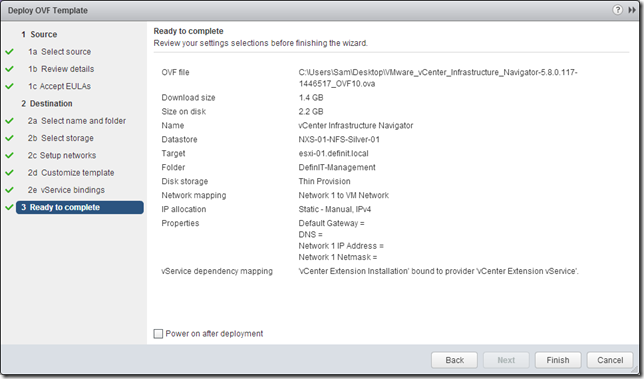 Deploy OVF Template
1 Source
1a Select source
1b Review details
1c Accept EULAs
2 Destination
2a Select name and folder
2b Select storage
2c Setup networks
2d Customize template
2e vService bindings
3 Ready to complete
Ready to complete
Review your settings selections before finishing the wizard.
OVF file C:\Users\Sam\Desktop\VMware_vCenter_Infrastructure_Navigator-5.8.0.117-
1446517_OVF10.ova
Download size 1.4 GB
Size on disk 2.2 GB
Name vCenter Infrastructure Navigator
Datastore NXS-01-NFS-Silver-01
Target esxi-01.definit.local
Folder DefinIT-Management
Disk storage Thin Provision
Network mapping Network 1 to VM Network
IP allocation Static - Manual, IPv4
Properties Default Gateway =
DNS =
Network 1 IP Address =
Network 1 Netmask =
vService dependency mapping 'vCenter Extension Installation' bound to provider 'vCenter Extension vService'.
Power on after deployment
Back Next Finish Cancel